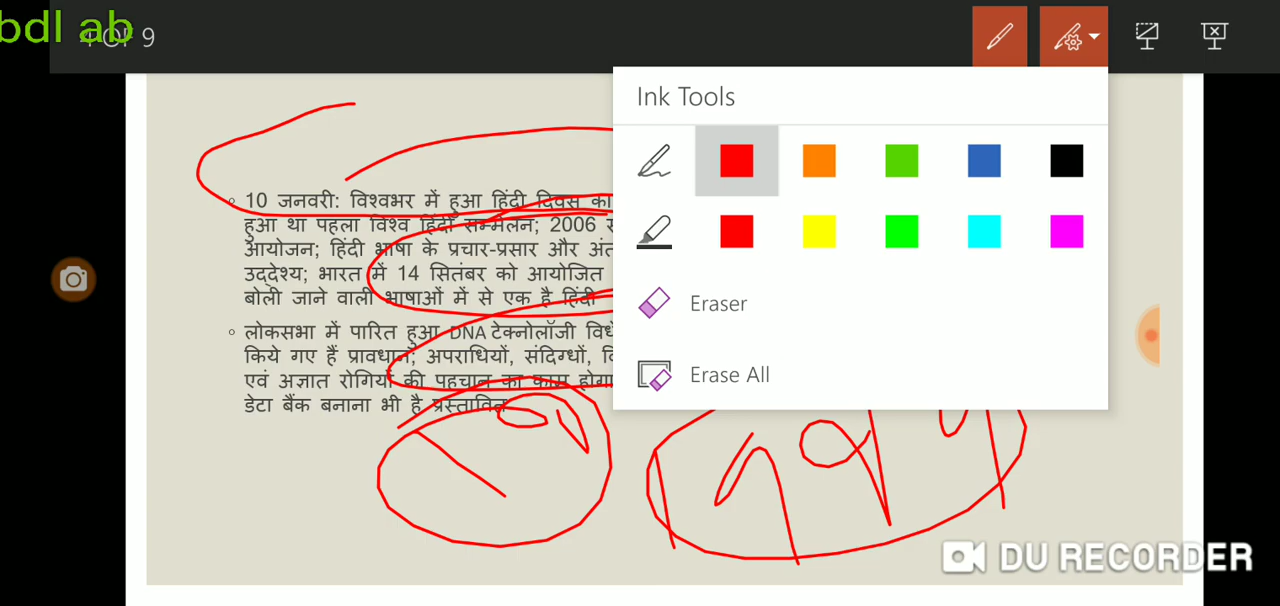 bdl ab
OF 9
Ink Tools
10 जनवरी: विश्वभर में हुआ हिंदी दिवस का
हुआ था पहला विश्व हिंदी सम्मेलन; 2006
आयोजन; हिंदी भाषा के प्रचार-प्रसार और
उद्देश्य; भारत में 14 सितंबर को आयोजित
बोली जाने वाली भाषाओं में से एक है हिंदी
Eraser
लोकसभा में पारित हुआ DNA टेक्नोलॉजी
किये गए हैं प्रावधान; अपराधियों, संदिग्धों,
Erase All
एवं अज्ञात रोगियों की पहचान का काम होगा
डेटा बैंक बनाना भी है प्रस्तावित
DU RECORDER